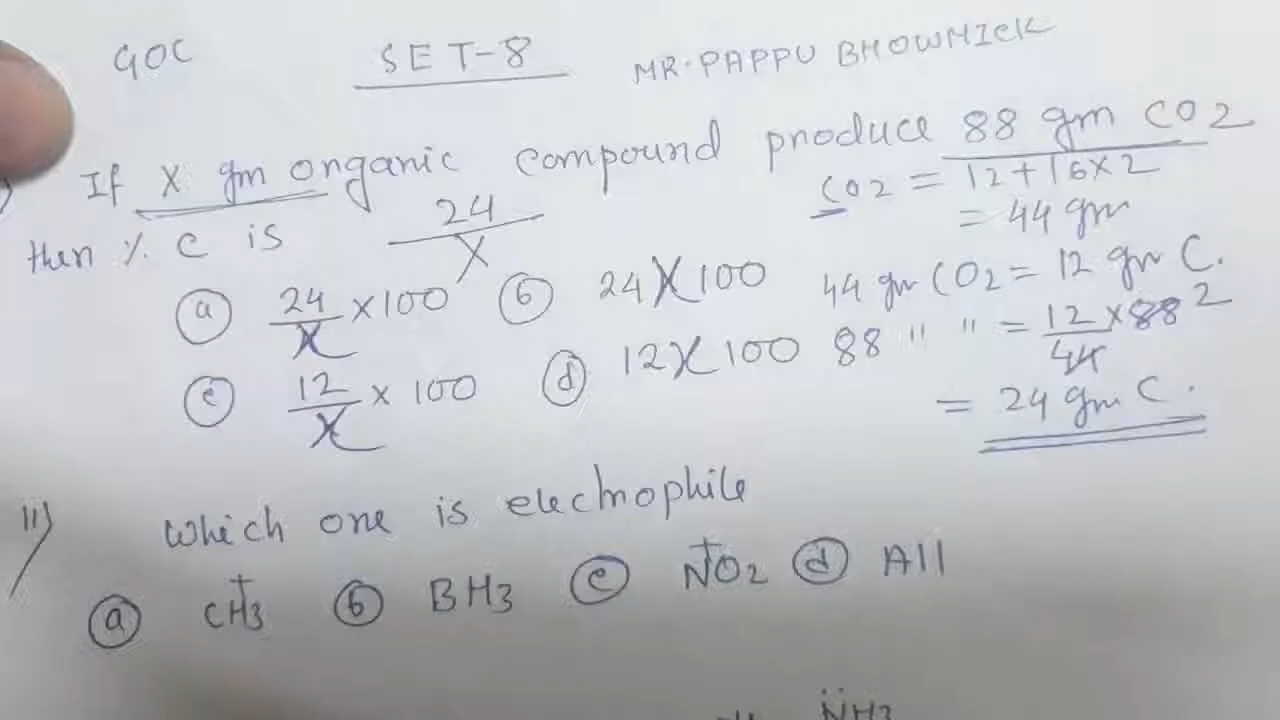 GOC SET-8 MR. PAPPU BHOWMICK
If X gm organic compound produce 88 gm CO2
then % C is 24/X
CO2 = 12+16×2
= 44 gm
(a) 24/X × 100 (b) 24X100
44 gm CO2 = 12 gm C.
(c) 12/X × 100 (d) 12X100
88 " " = 12×88 2/44
= 24 gm C.
11) Which one is electrophile
(a) CH3+ (b) BH3 (c) NO2+ (d) All
NH3